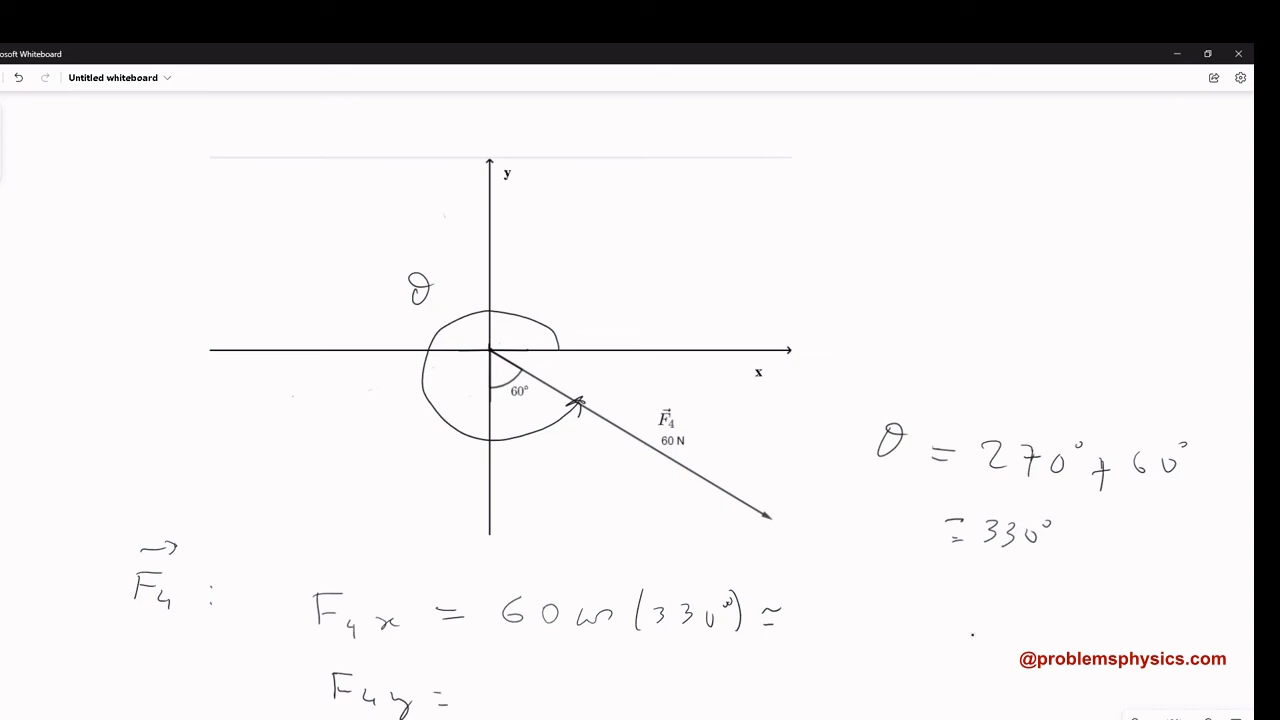 osoft Whiteboard
Untitled whiteboard
y
θ
x
60°
F⃗₄
60 N
θ = 270° + 60°
= 330°
F⃗₄ : F₄x = 60 cos (330°) ≃
F₄y =
@problemsphysics.com